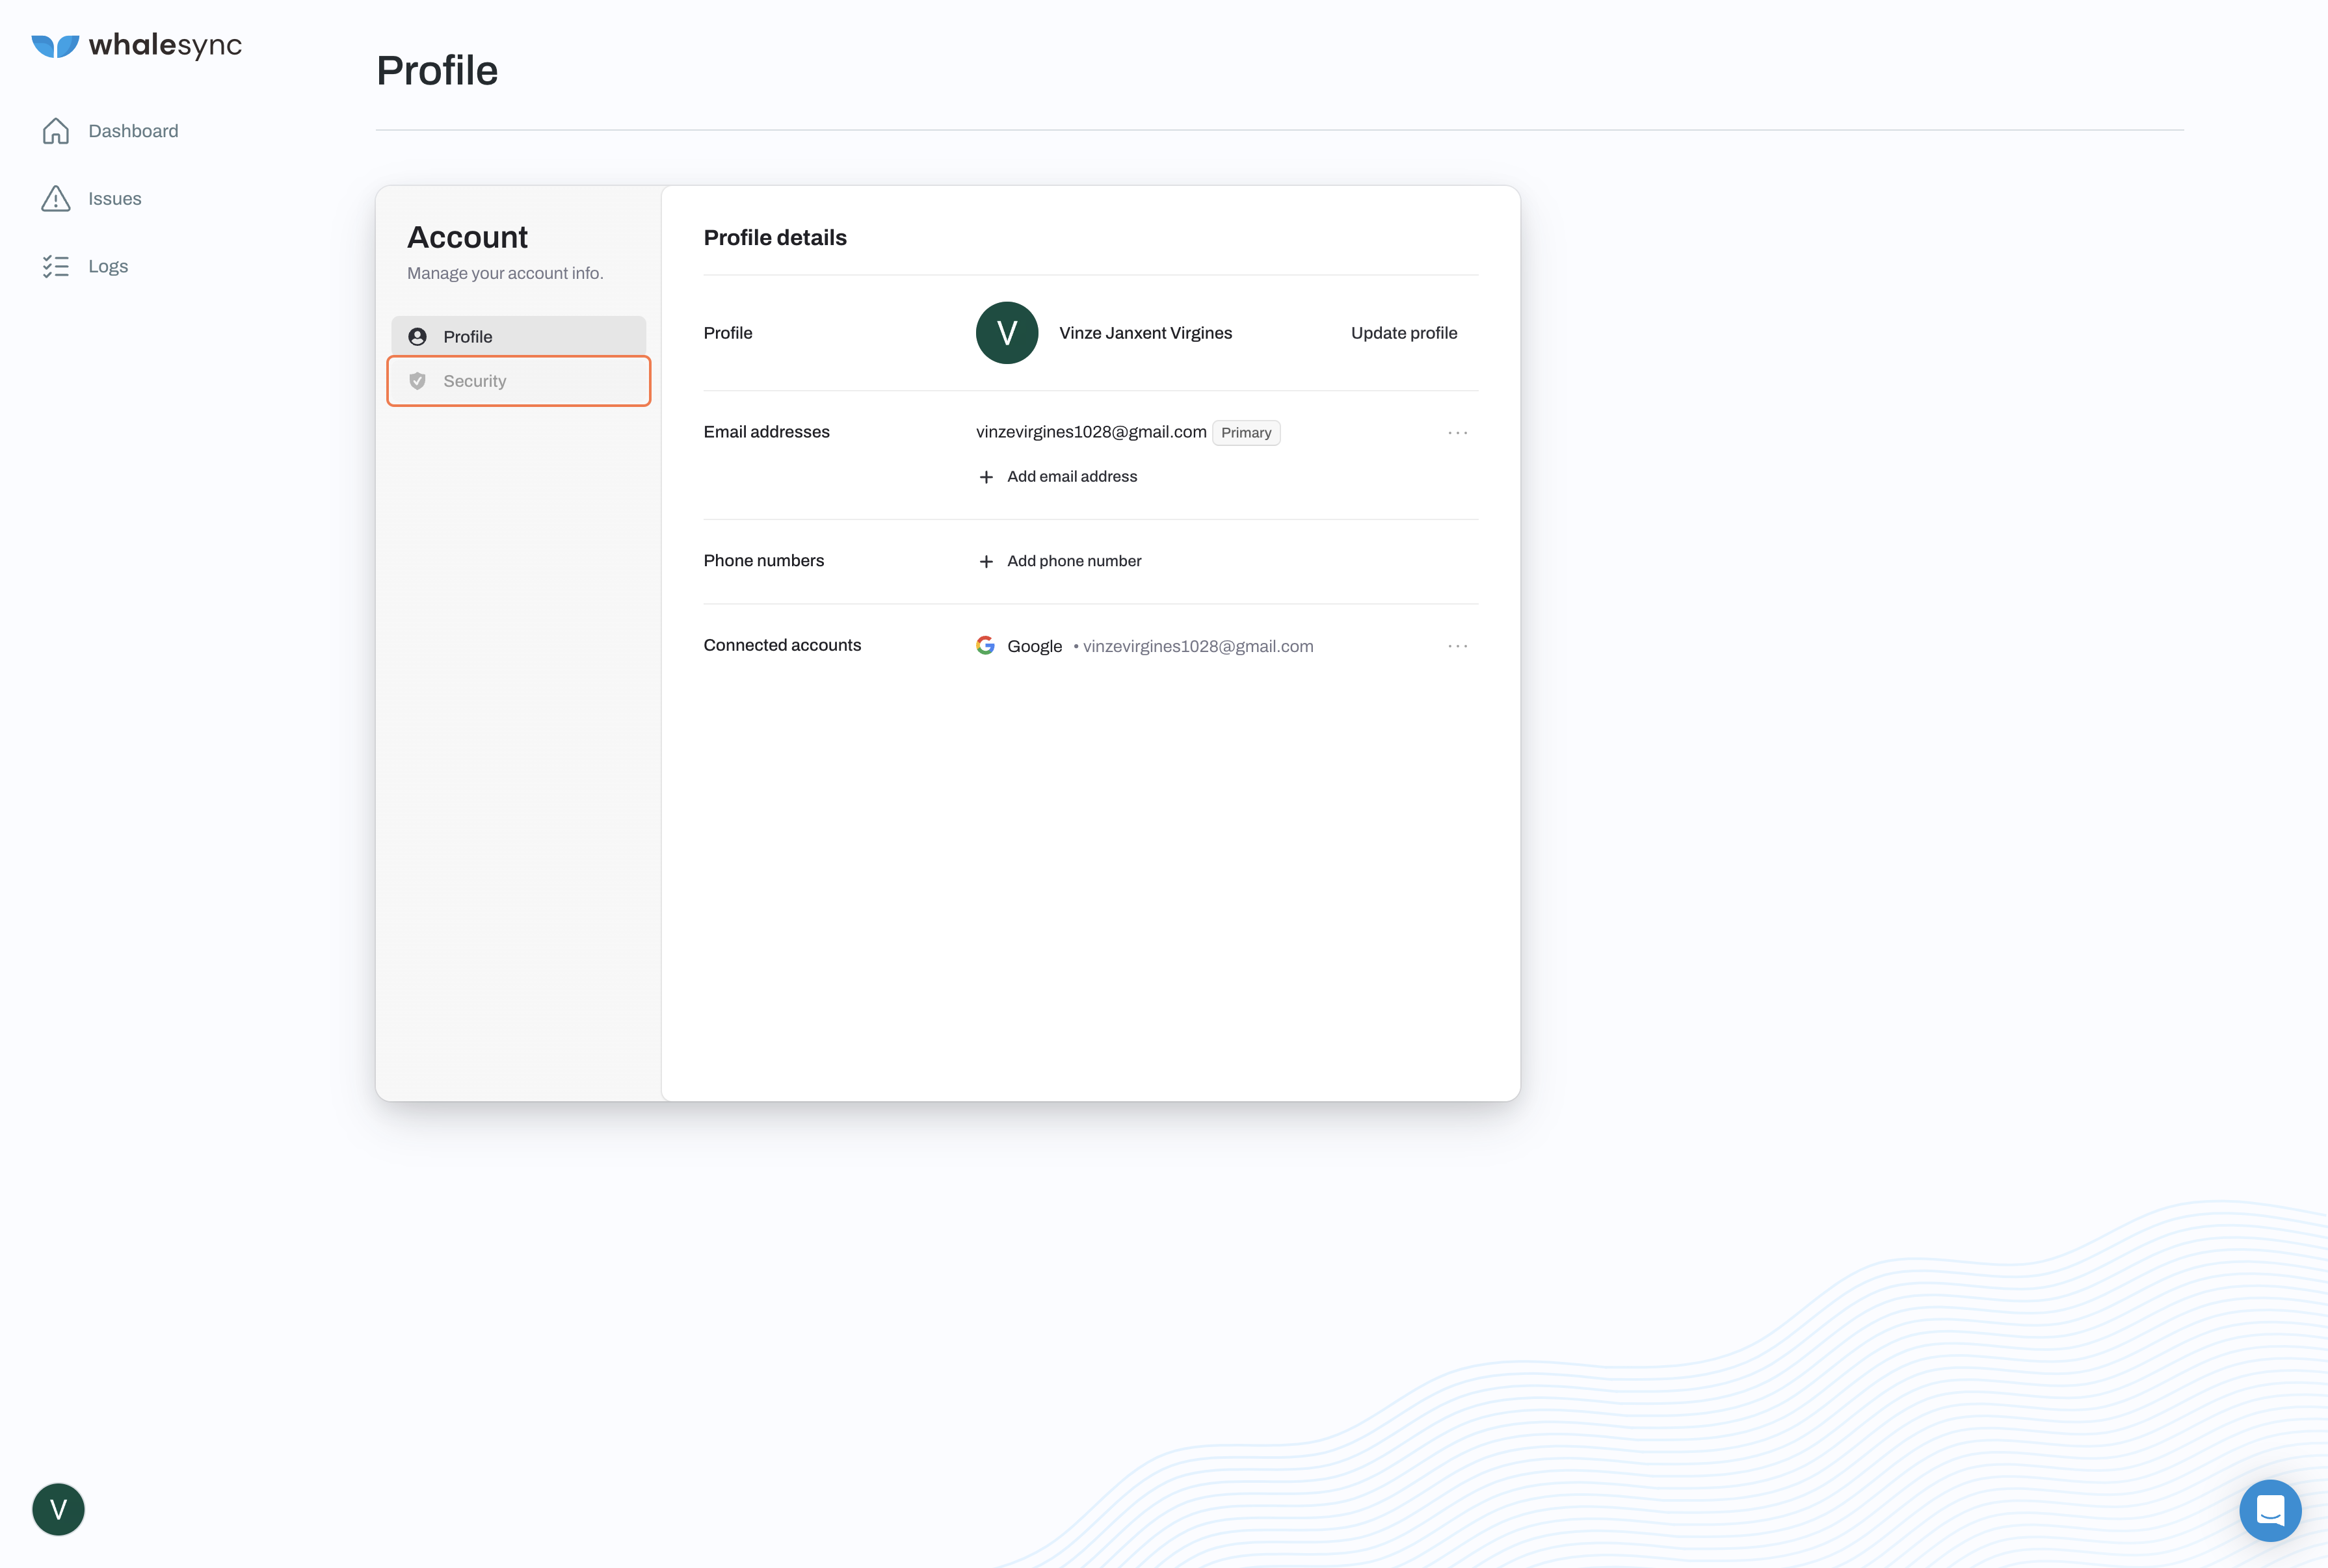 whalesync
Profile
Dashboard
Issues
Logs
Account
Manage your account info.
Profile
Security
Profile details
Profile
V
Vinze Janxent Virgines
Update profile
Email addresses
vinzevirgines1028@gmail.com Primary
...
+ Add email address
Phone numbers
+ Add phone number
Connected accounts
Google • vinzevirgines1028@gmail.com
...
V